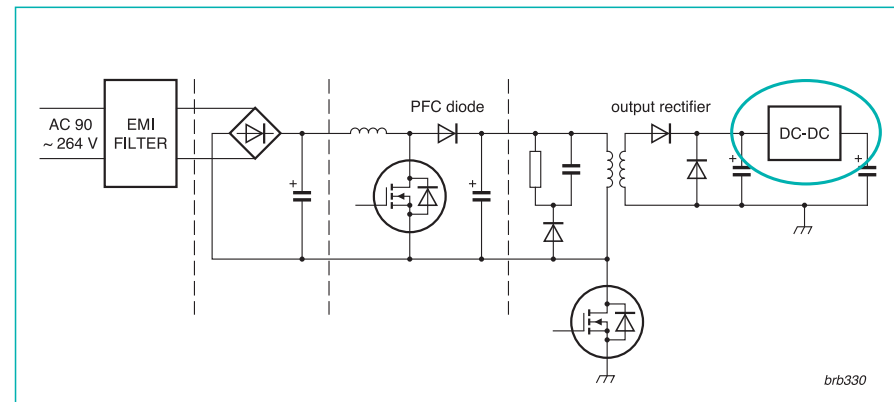 AC 90
~ 264 V
EMI
FILTER
PFC diode
output rectifier
DC-DC
+
+
+
+
brb330